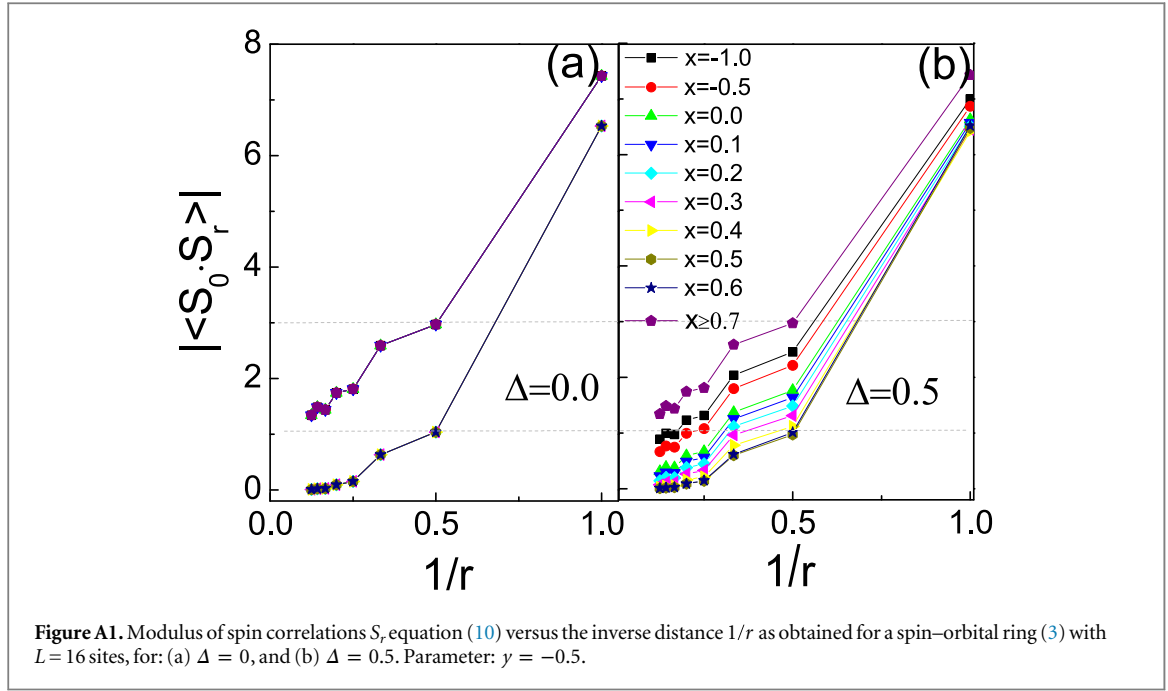 (a)
(b)
|<S_0·S_r>|
8
6
4
2
0
Δ=0.0
0.0
0.5
1.0
1/r
x=-1.0
x=-0.5
x=0.0
x=0.1
x=0.2
x=0.3
x=0.4
x=0.5
x=0.6
x≥0.7
Δ=0.5
0.5
1.0
1/r
Figure A1. Modulus of spin correlations S_r equation (10) versus the inverse distance 1/r as obtained for a spin–orbital ring (3) with
L = 16 sites, for: (a) Δ = 0, and (b) Δ = 0.5. Parameter: y = −0.5.